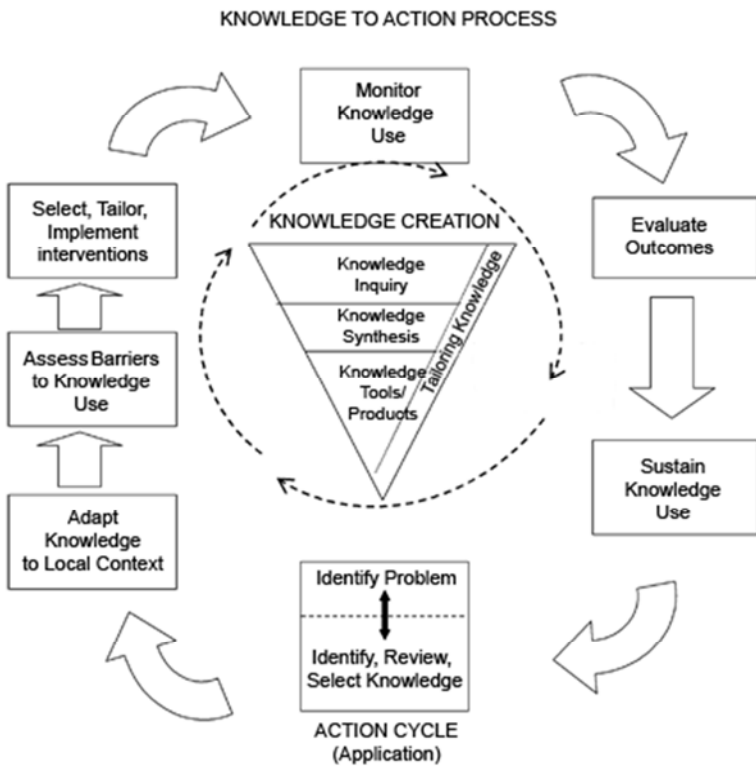 KNOWLEDGE TO ACTION PROCESS
Monitor
Knowledge
Use
Select, Tailor,
Implement
interventions
KNOWLEDGE CREATION
Evaluate
Outcomes
Knowledge
Inquiry
Knowledge
Synthesis
Knowledge
Tools/
Products
Tailoring Knowledge
Assess Barriers
to Knowledge
Use
Sustain
Knowledge
Use
Adapt
Knowledge
to Local Context
Identify Problem
Identify, Review,
Select Knowledge
ACTION CYCLE
(Application)